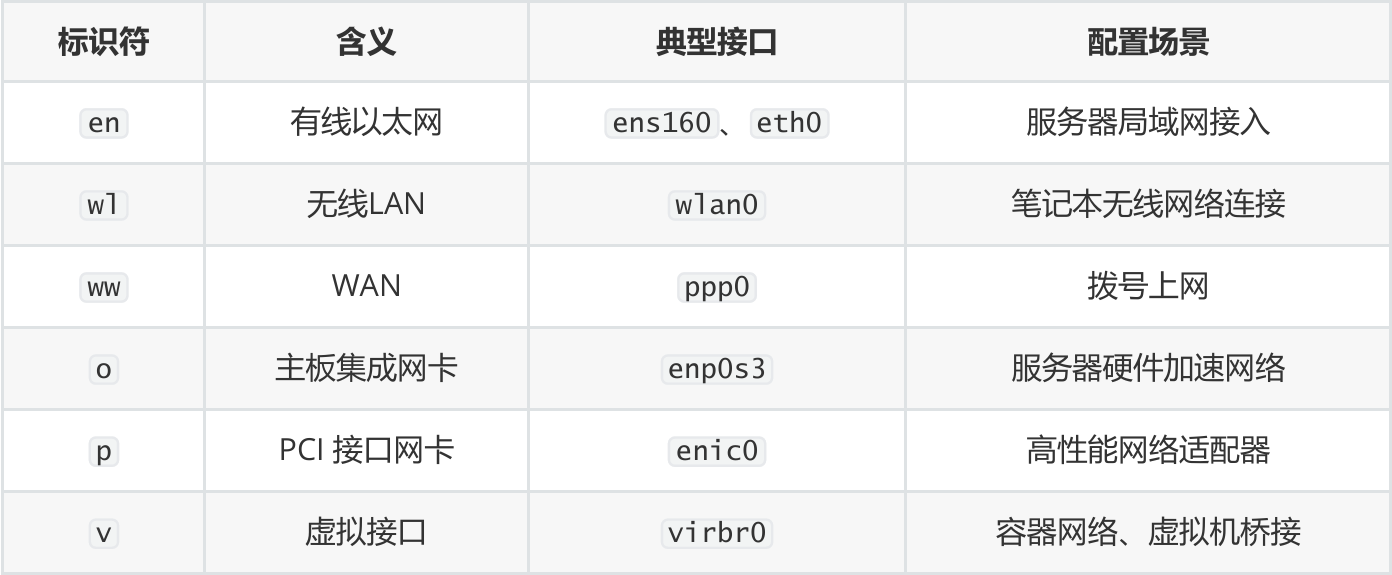 标识符 含义 典型接口 配置场景
en 有线以太网 ens160、eth0 服务器局域网接入
wl 无线LAN wlan0 笔记本无线网络连接
ww WAN ppp0 拨号上网
o 主板集成网卡 enp0s3 服务器硬件加速网络
p PCI 接口网卡 enic0 高性能网络适配器
v 虚拟接口 virbr0 容器网络、虚拟机桥接